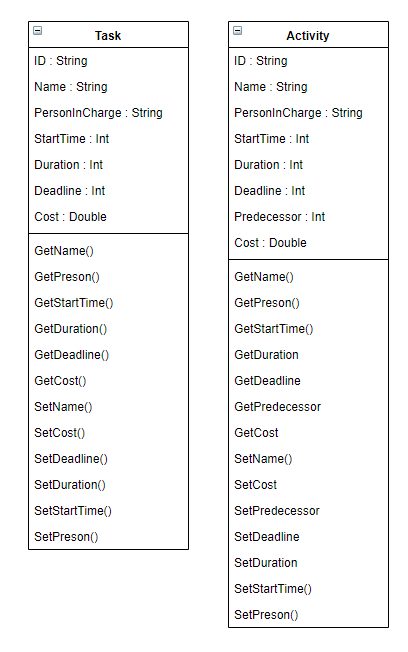 Task
ID : String
Name : String
PersonInCharge : String
StartTime : Int
Duration : Int
Deadline : Int
Cost : Double
GetName()
GetPreson()
GetStartTime()
GetDuration()
GetDeadline()
GetCost()
SetName()
SetCost()
SetDeadline()
SetDuration()
SetStartTime()
SetPreson()
Activity
ID : String
Name : String
PersonInCharge : String
StartTime : Int
Duration : Int
Deadline : Int
Predecessor : Int
Cost : Double
GetName()
GetPreson()
GetStartTime()
GetDuration
GetDeadline
GetPredecessor
GetCost
SetName()
SetCost
SetPredecessor
SetDeadline
SetDuration
SetStartTime()
SetPreson()